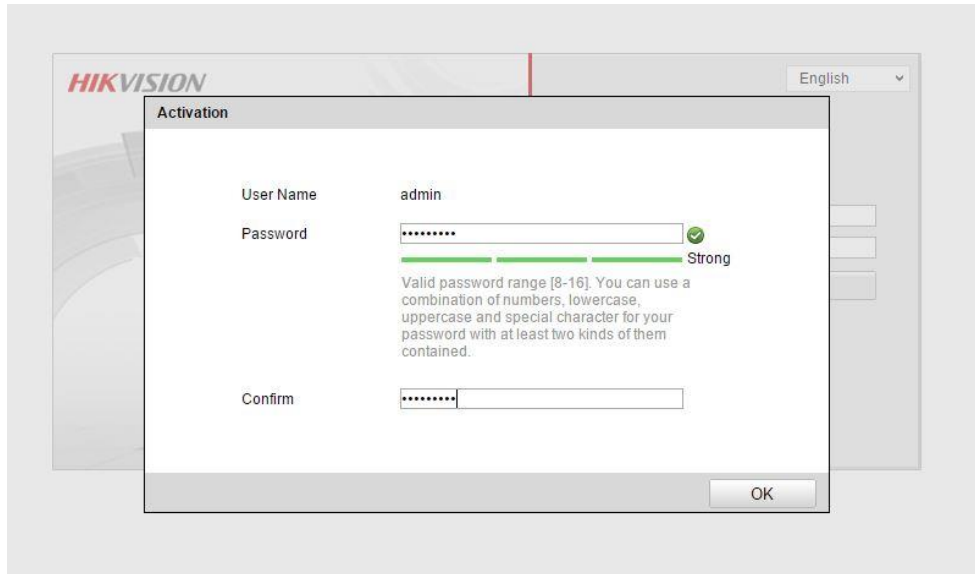 HIKVISION
English
Activation
User Name admin
Password •••••••••
Strong
Valid password range [8-16]. You can use a
combination of numbers, lowercase,
uppercase and special character for your
password with at least two kinds of them
contained.
Confirm •••••••••
OK